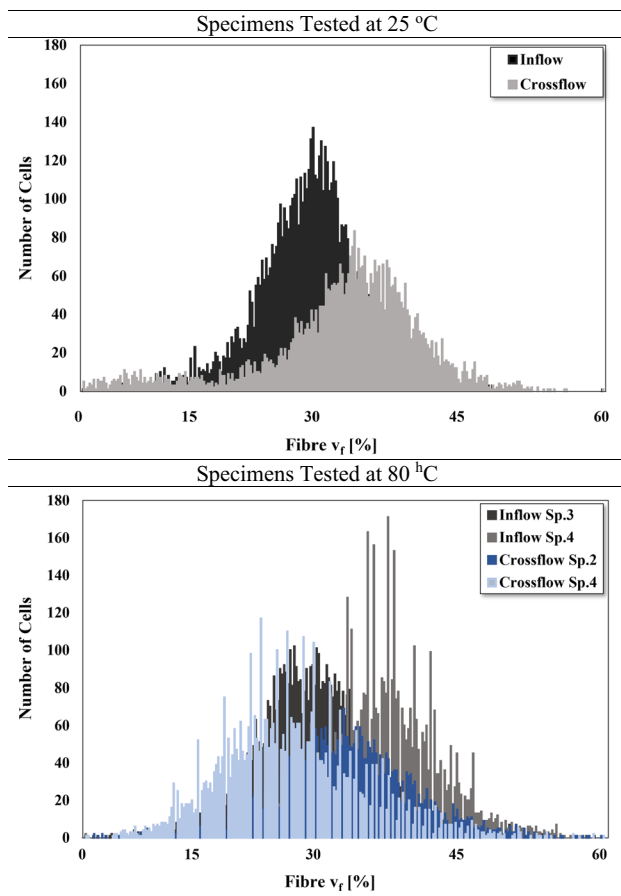 Specimens Tested at 25 ºC
180
160
140
120
100
80
60
40
20
0
Number of Cells
Inflow
Crossflow
0 15 30 45 60
Fibre vf [%]
Specimens Tested at 80 ʰC
180
160
140
120
100
80
60
40
20
0
Number of Cells
Inflow Sp.3
Inflow Sp.4
Crossflow Sp.2
Crossflow Sp.4
0 15 30 45 60
Fibre vf [%]